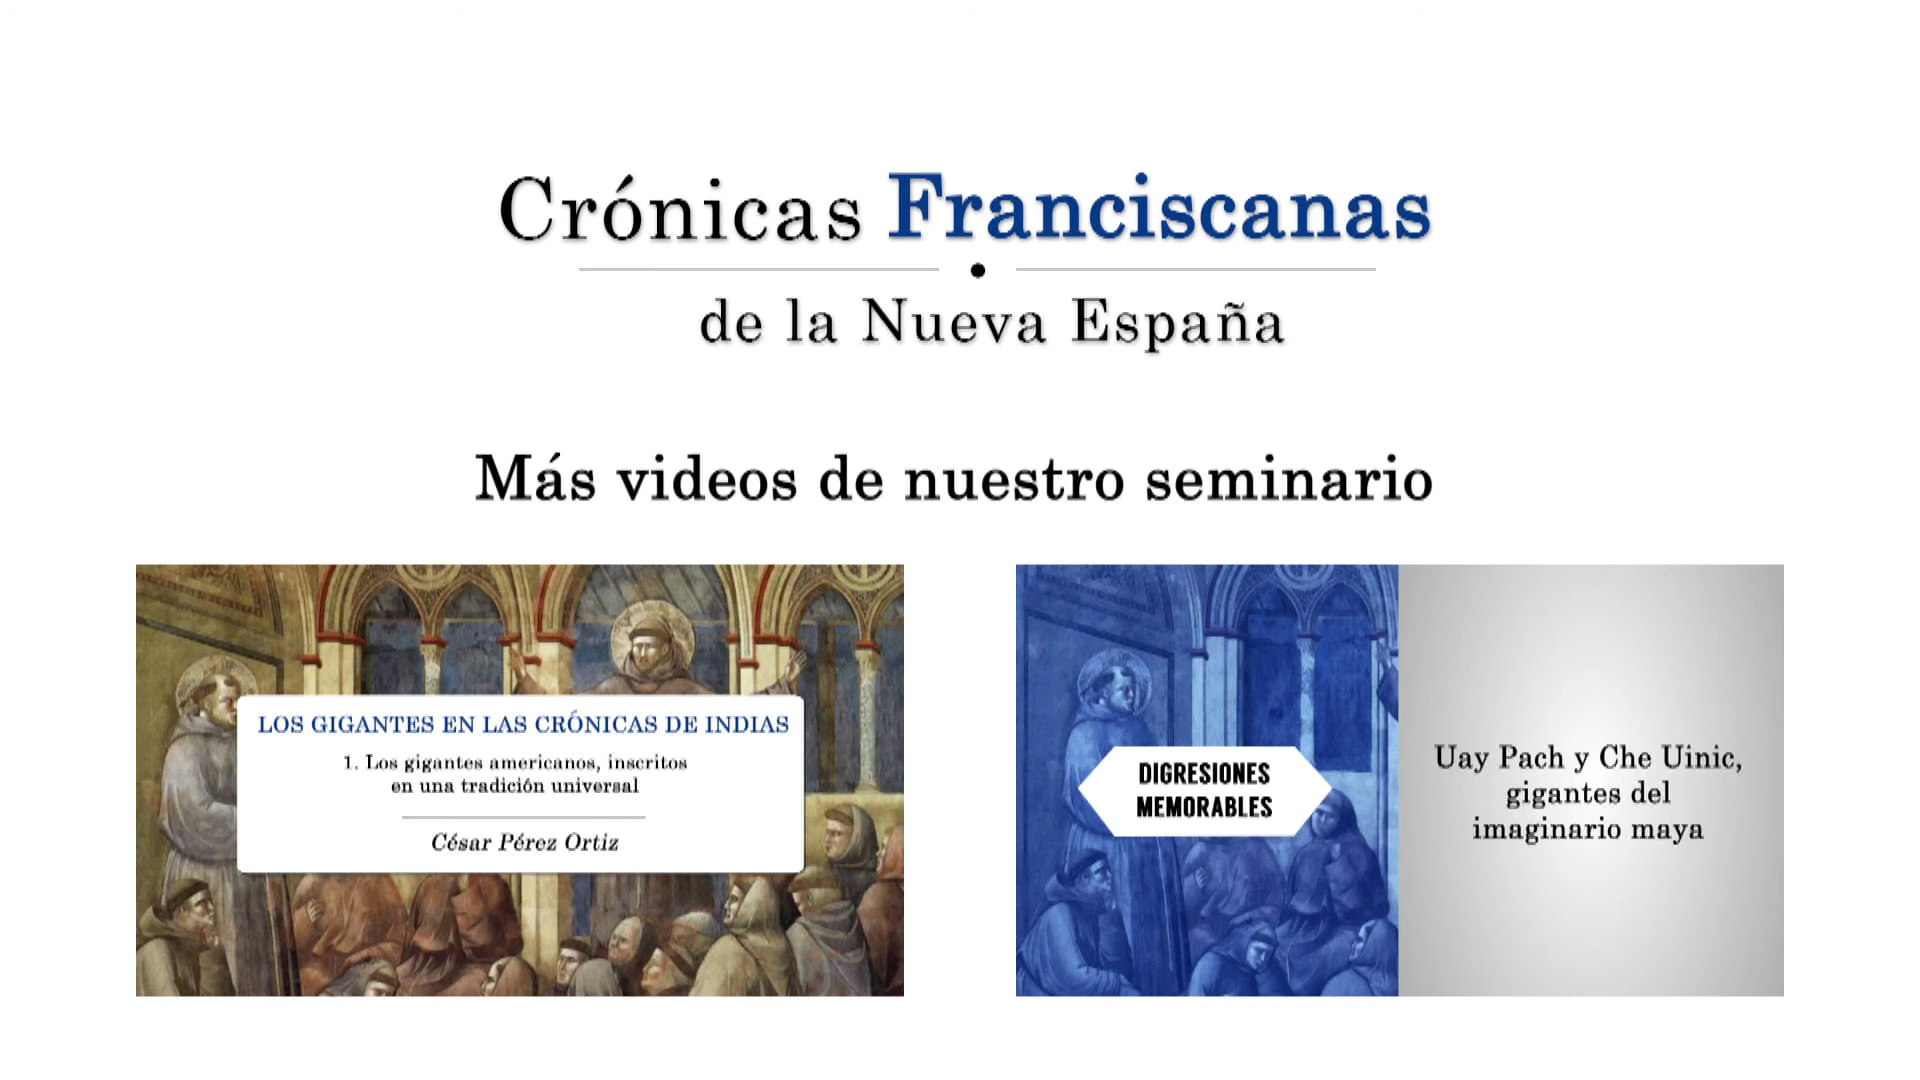 Crónicas Franciscanas
de la Nueva España
Más videos de nuestro seminario
LOS GIGANTES EN LAS CRÓNICAS DE INDIAS
1. Los gigantes americanos, inscritos
en una tradición universal
César Pérez Ortiz
DIGRESIONES
MEMORABLES
Uay Pach y Che Uinic,
gigantes del
imaginario maya